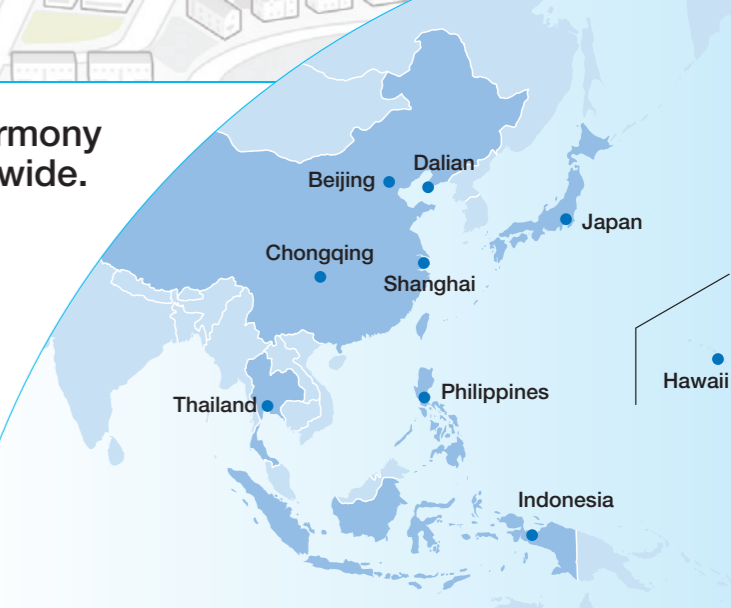 rmony
wide.
Dalian
Beijing
Japan
Chongqing
Shanghai
Hawaii
Philippines
Thailand
Indonesia